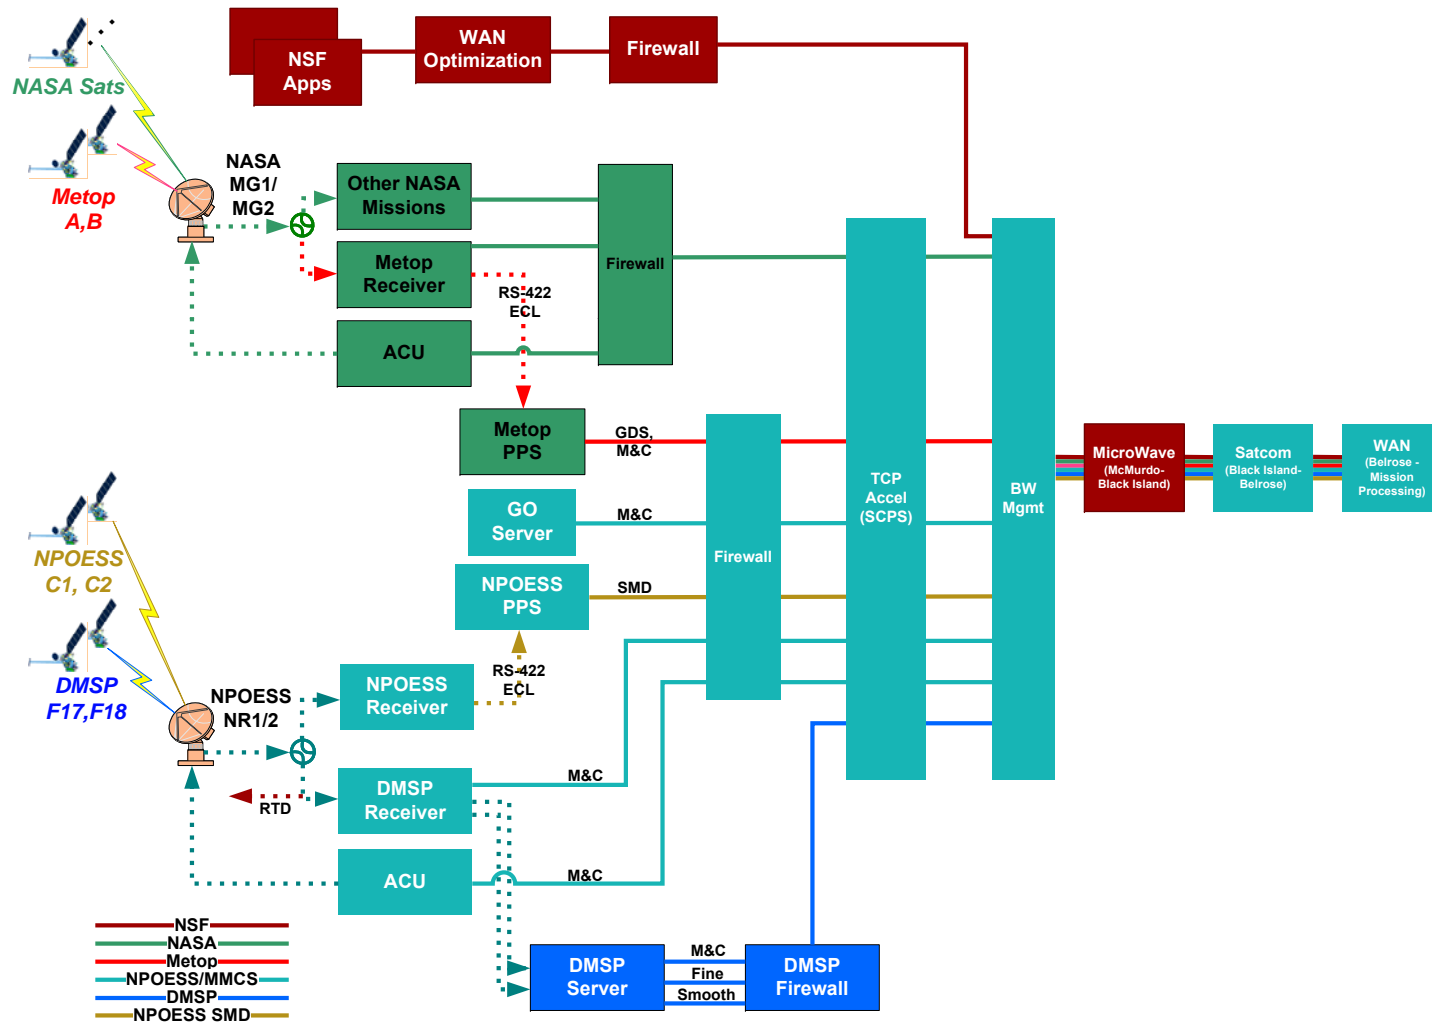 NASA Sats
Metop
A,B
NSF
Apps
WAN
Optimization
Firewall
NASA
MG1/
MG2
Other NASA
Missions
Metop
Receiver
ACU
Firewall
RS-422
ECL
Metop
PPS
GDS,
M&C
GO
Server
M&C
NPOESS
PPS
SMD
Firewall
TCP
Accel
(SCPS)
BW
Mgmt
MicroWave
(McMurdo-
Black Island)
Satcom
(Black Island-
Belrose)
WAN
(Belrose -
Mission
Processing)
NPOESS
C1, C2
DMSP
F17,F18
NPOESS
NR1/2
NPOESS
Receiver
RS-422
ECL
RTD
DMSP
Receiver
M&C
ACU
M&C
DMSP
Server
M&C
Fine
Smooth
DMSP
Firewall
NSF
NASA
Metop
NPOESS/MMCS
DMSP
NPOESS SMD